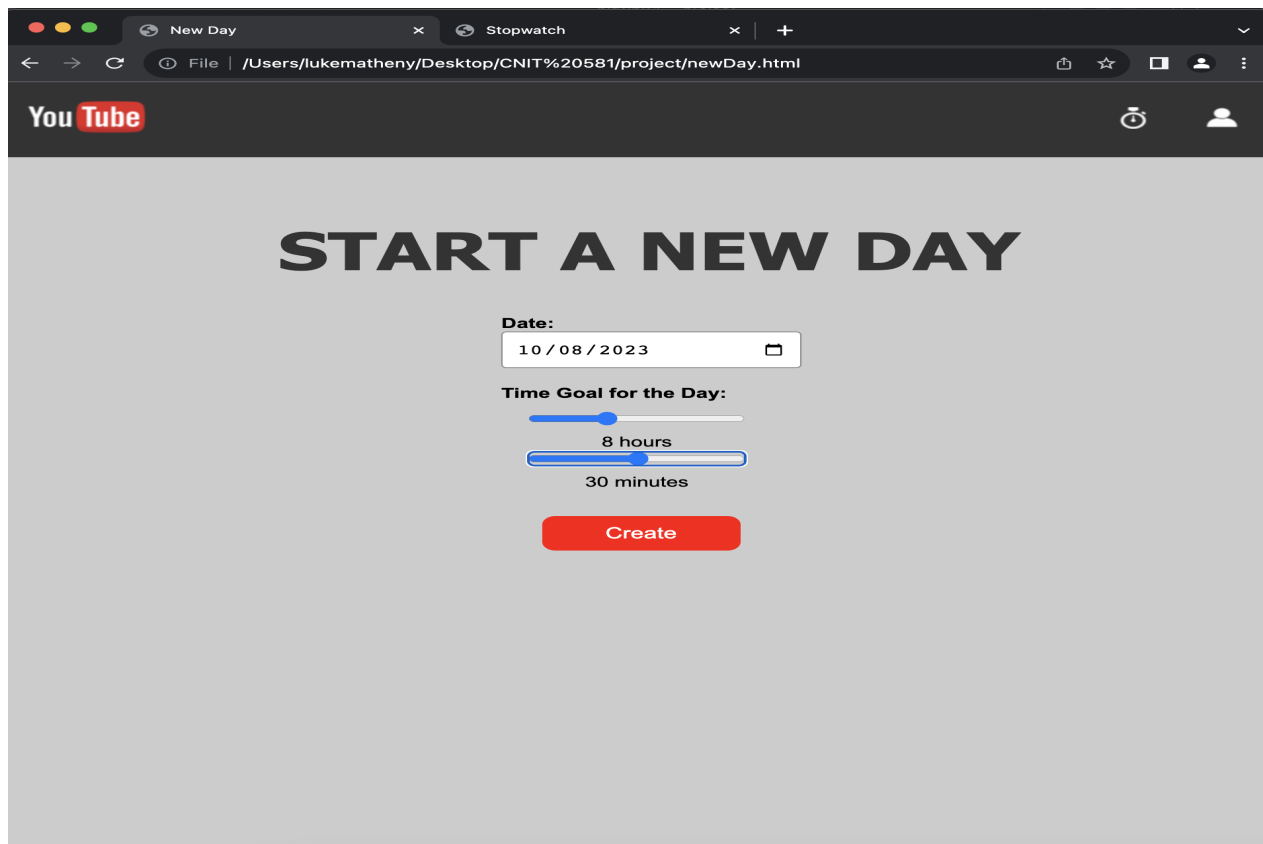 New Day
Stopwatch
File | /Users/lukematheny/Desktop/CNIT%20581/project/newDay.html
YouTube
START A NEW DAY
Date:
10/08/2023
Time Goal for the Day:
8 hours
30 minutes
Create